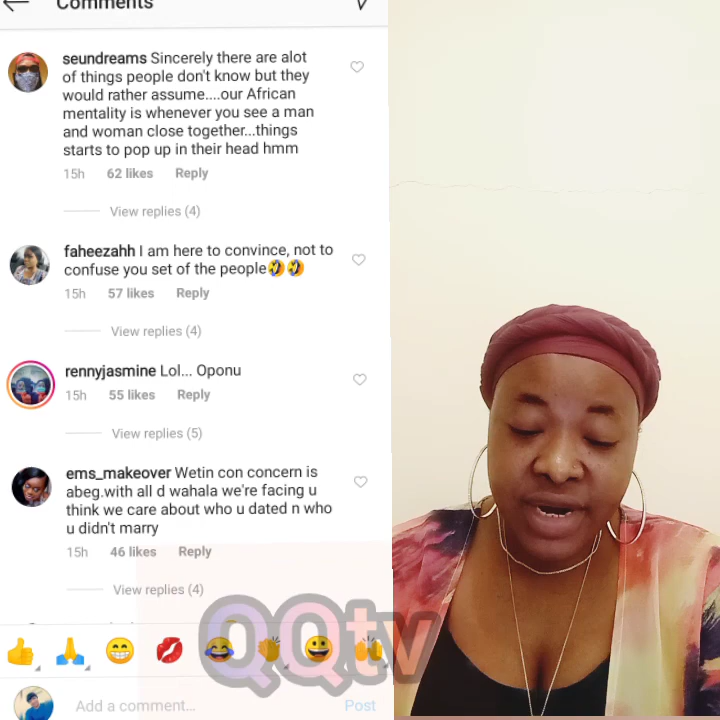 Comments
seundreams Sincerely there are alot
of things people don't know but they
would rather assume....our African
mentality is whenever you see a man
and woman close together...things
starts to pop up in their head hmm
15h 62 likes Reply
View replies (4)
faheezahh I am here to convince, not to
confuse you set of the people🤣🤣
15h 57 likes Reply
View replies (4)
rennyjasmine Lol... Oponu
15h 55 likes Reply
View replies (5)
ems_makeover Wetin con concern is
abeg.with all d wahala we're facing u
think we care about who u dated n who
u didn't marry
15h 46 likes Reply
View replies (4)
QQtv
Add a comment... Post